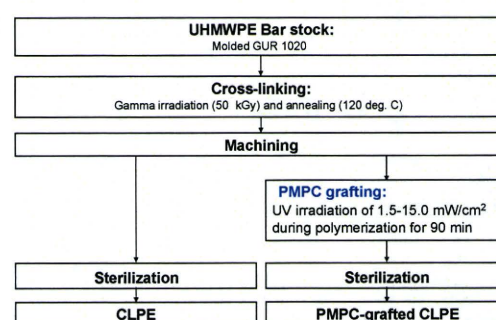 UHMWPE Bar stock:
Molded GUR 1020
Cross-linking:
Gamma irradiation (50 kGy) and annealing (120 deg. C)
Machining
PMPC grafting:
UV irradiation of 1.5-15.0 mW/cm²
during polymerization for 90 min
Sterilization
Sterilization
CLPE
PMPC-grafted CLPE